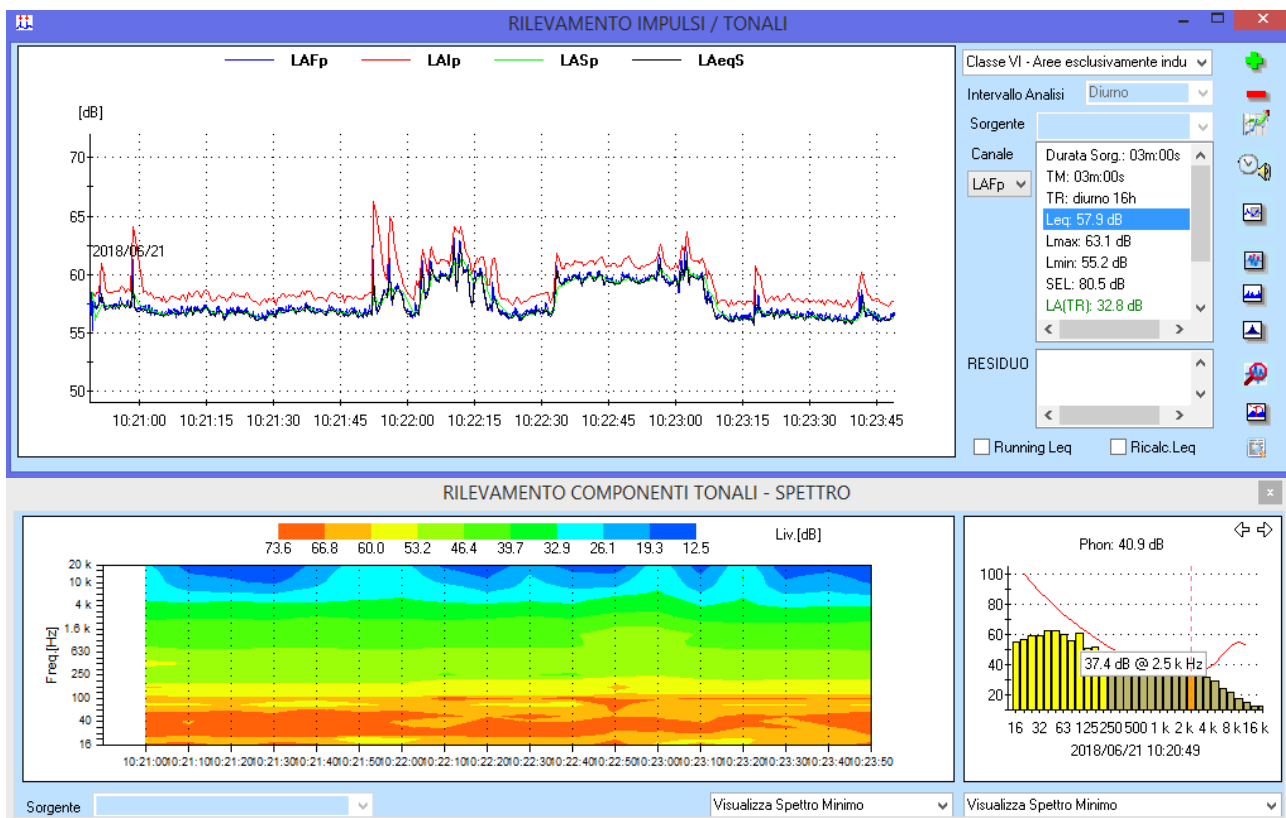 RILEVAMENTO IMPULSI / TONALI
LAFp LAIp LASp LAeqS
[dB]
70
65
60
55
50
2018/06/21
10:21:00 10:21:15 10:21:30 10:21:45 10:22:00 10:22:15 10:22:30 10:22:45 10:23:00 10:23:15 10:23:30 10:23:45
Classe VI - Aree esclusivamente indu
Intervallo Analisi Diurno
Sorgente
Canale
LAFp
Durata Sorg.: 03m:00s
TM: 03m:00s
TR: diurno 16h
Leq: 57.9 dB
Lmax: 63.1 dB
Lmin: 55.2 dB
SEL: 80.5 dB
LA(TR): 32.8 dB
RESIDUO
Running Leq Ricalc.Leq
RILEVAMENTO COMPONENTI TONALI - SPETTRO
73.6 66.8 60.0 53.2 46.4 39.7 32.9 26.1 19.3 12.5
Liv.[dB]
Freq.[Hz]
20 k
10 k
4 k
1.6 k
630
250
100
40
16
10:21:00 10:21:10 10:21:20 10:21:30 10:21:40 10:21:50 10:22:00 10:22:10 10:22:20 10:22:30 10:22:40 10:22:50 10:23:00 10:23:10 10:23:20 10:23:30 10:23:40 10:23:50
Phon: 40.9 dB
100
80
60
40
20
37.4 dB @ 2.5 k Hz
16 32 63 125 250 500 1 k 2 k 4 k 8 k 16 k
2018/06/21 10:20:49
Sorgente
Visualizza Spettro Minimo
Visualizza Spettro Minimo